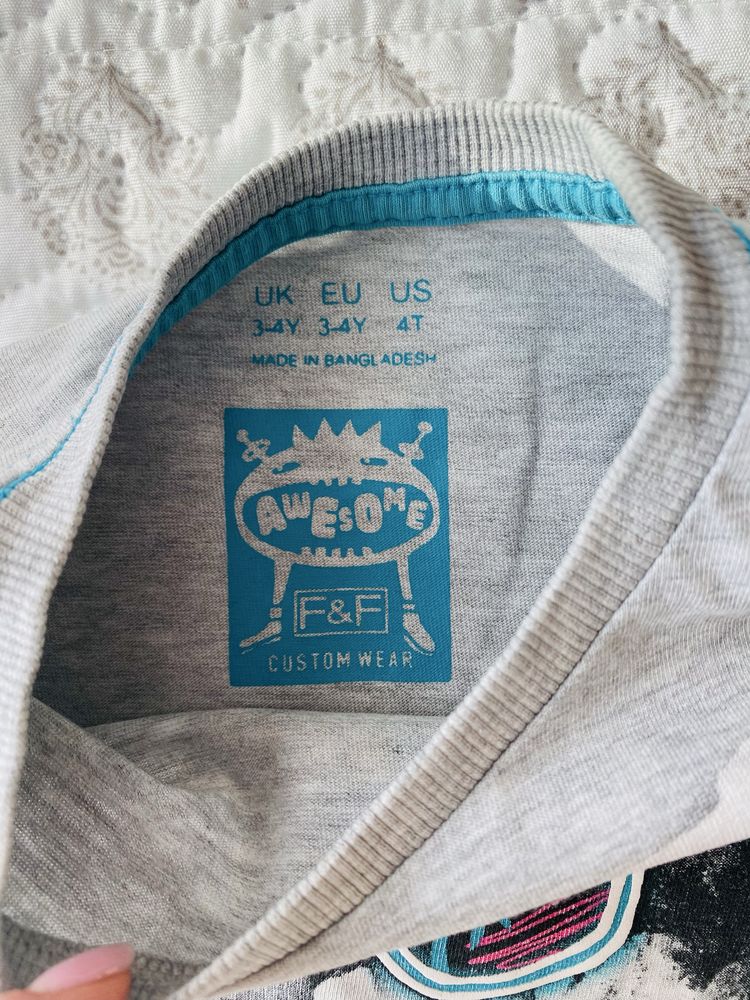 UK EU US
3-4Y 3-4Y 4T
MADE IN BANGLADESH
AWESOME
F&F
CUSTOM WEAR